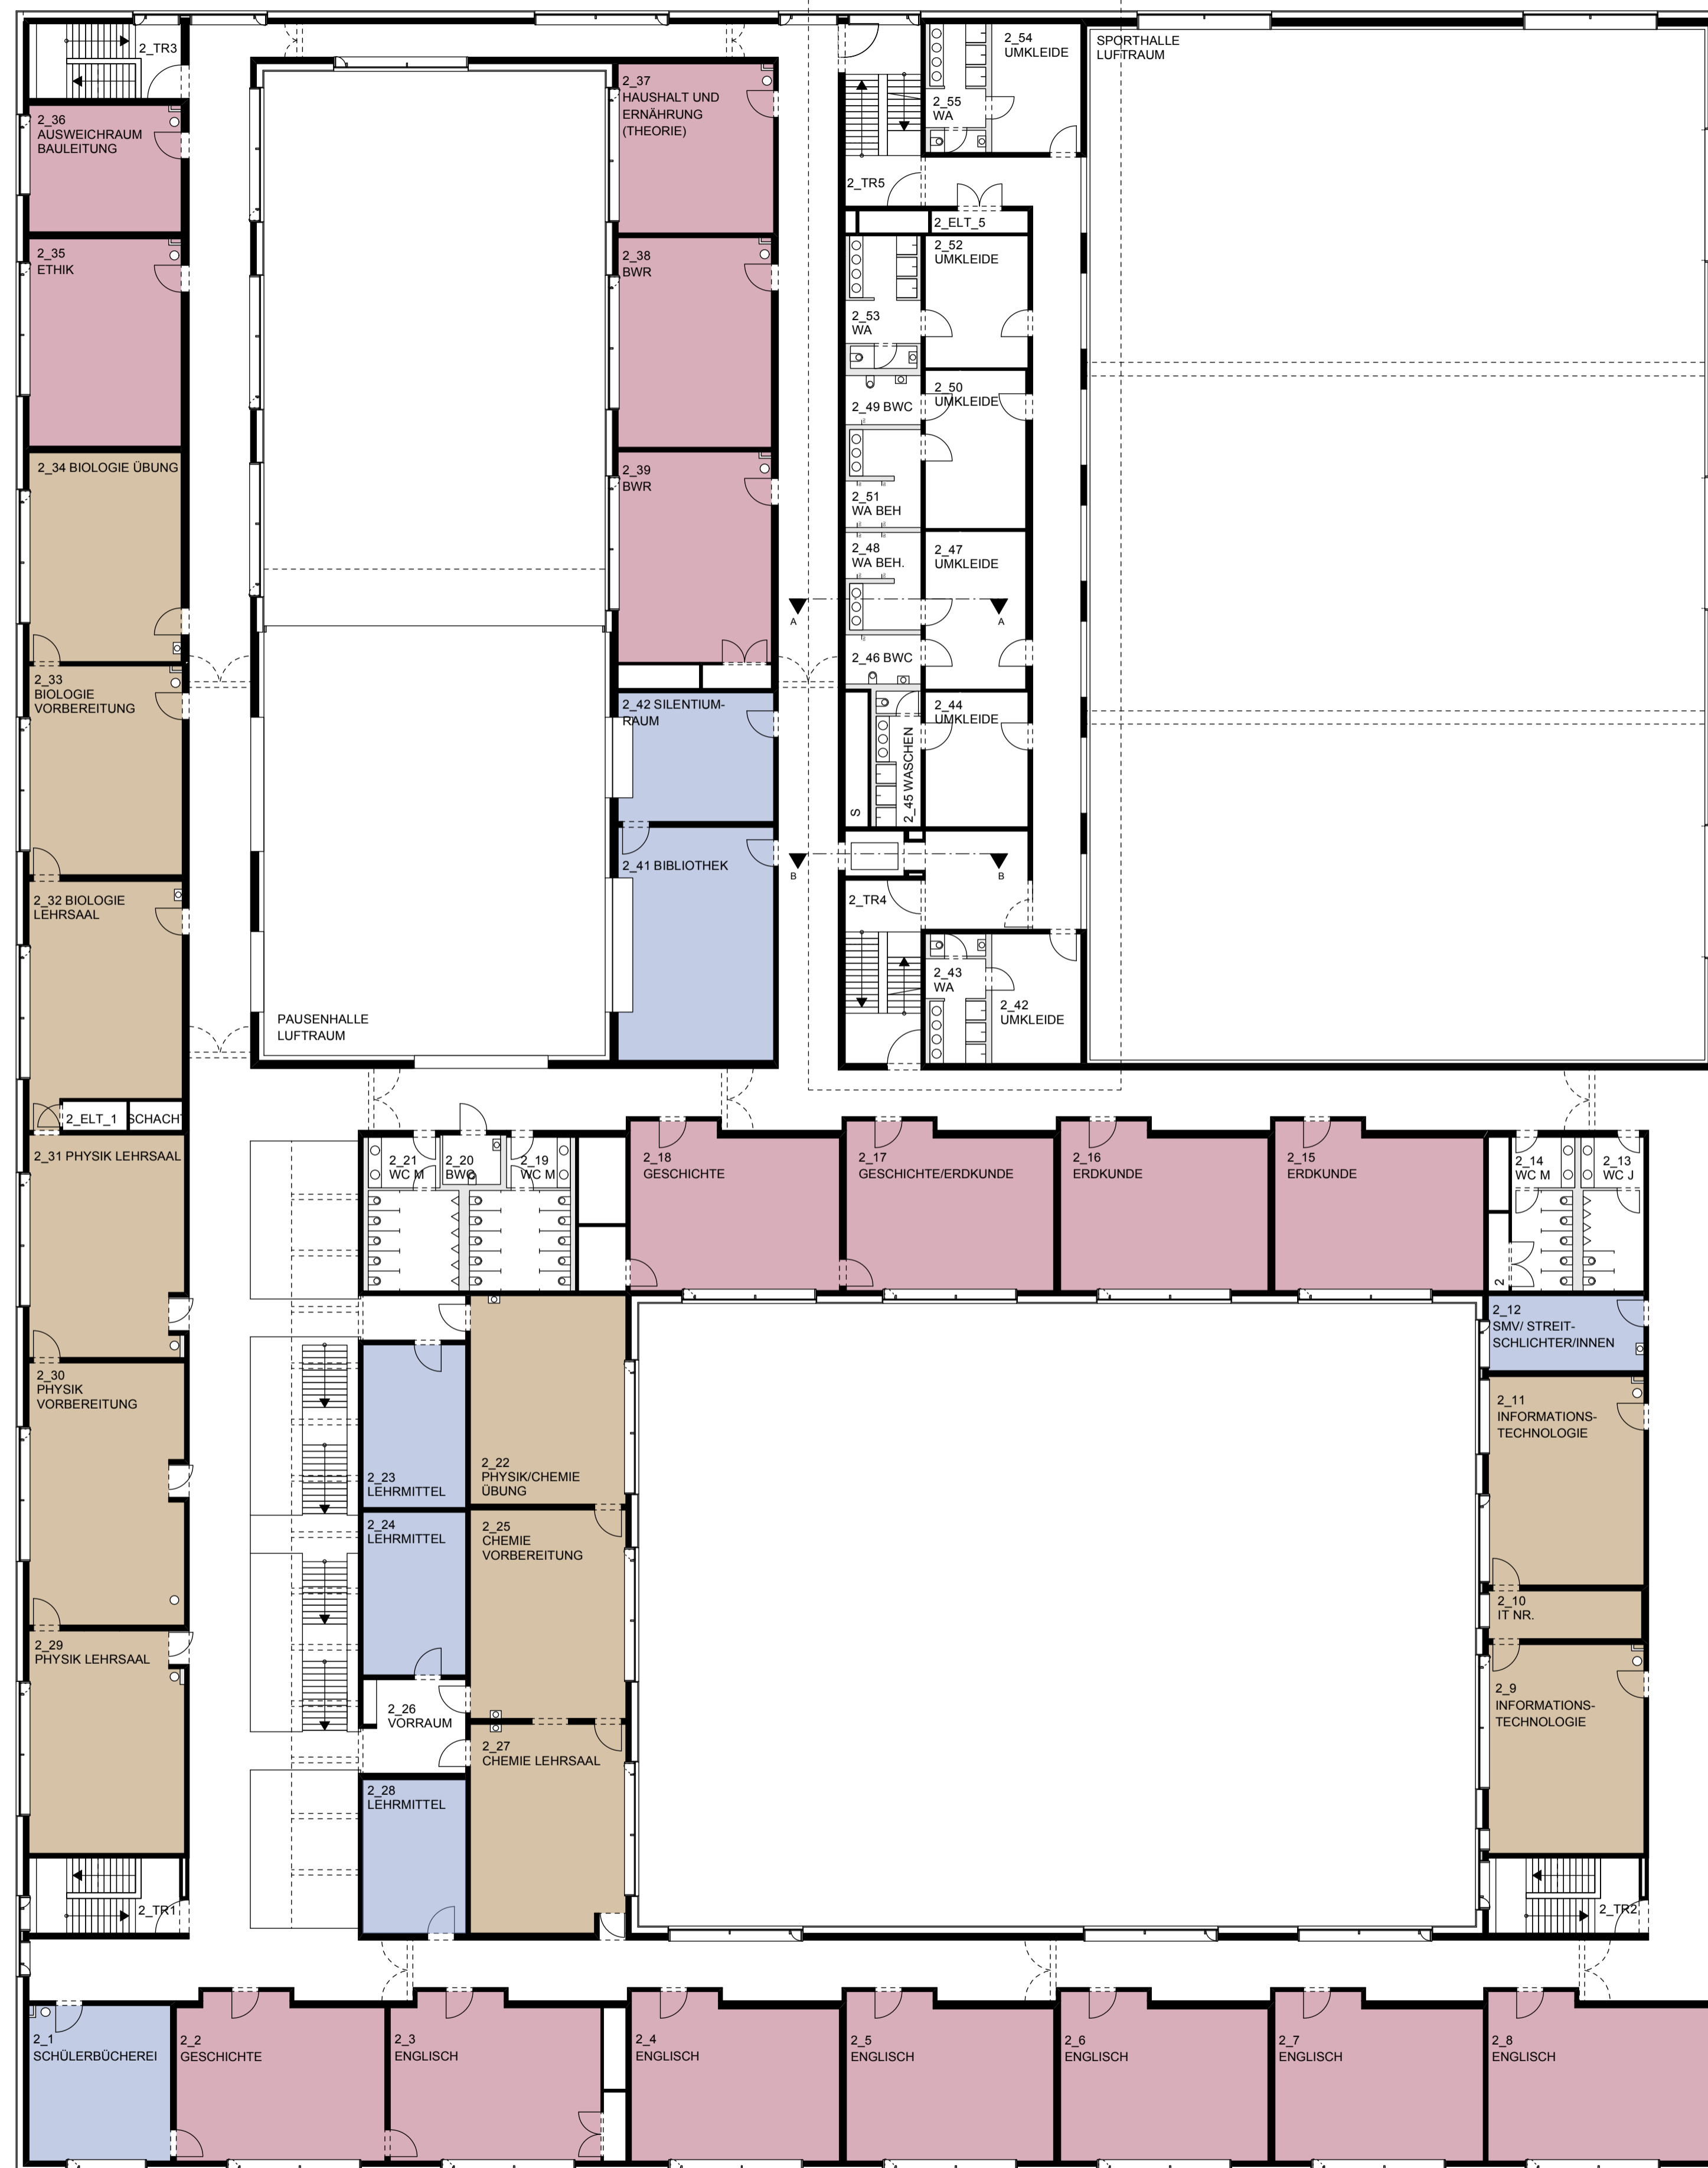 2_TR3
2_36
AUSWEICHRAUM
BAULEITUNG
2_35
ETHIK
2_34 BIOLOGIE ÜBUNG
2_33
BIOLOGIE
VORBEREITUNG
2_32 BIOLOGIE
LEHRSAAL
2_ELT_1
SCHACHT
2_31 PHYSIK LEHRSAAL
2_30
PHYSIK
VORBEREITUNG
2_29
PHYSIK LEHRSAAL
2_TR1
PAUSENHALLE
LUFTRAUM
2_37
HAUSHALT UND
ERNÄHRUNG
(THEORIE)
2_38
BWR
2_39
BWR
2_42 SILENTIUM-
RAUM
2_41 BIBLIOTHEK
2_54
UMKLEIDE
2_55
WA
2_TR5
2_ELT_5
2_52
UMKLEIDE
2_53
WA
2_50
UMKLEIDE
2_49 BWC
2_51
WA BEH
2_48
WA BEH.
2_47
UMKLEIDE
A
A
2_46 BWC
2_44
UMKLEIDE
2_45 WASCHEN
S
B
B
2_TR4
2_43
WA
2_42
UMKLEIDE
SPORTHALLE
LUFTRAUM
2_21
WC M
2_20
BWC
2_19
WC M
2_18
GESCHICHTE
2_17
GESCHICHTE/ERDKUNDE
2_16
ERDKUNDE
2_15
ERDKUNDE
2_14
WC M
2_13
WC J
2
2_12
SMV/ STREIT-
SCHLICHTER/INNEN
2_11
INFORMATIONS-
TECHNOLOGIE
2_10
IT NR.
2_9
INFORMATIONS-
TECHNOLOGIE
2_TR2
2_23
LEHRMITTEL
2_22
PHYSIK/CHEMIE
ÜBUNG
2_24
LEHRMITTEL
2_25
CHEMIE
VORBEREITUNG
2_26
VORRAUM
2_27
CHEMIE LEHRSAAL
2_28
LEHRMITTEL
2_1
SCHÜLERBÜCHEREI
2_2
GESCHICHTE
2_3
ENGLISCH
2_4
ENGLISCH
2_5
ENGLISCH
2_6
ENGLISCH
2_7
ENGLISCH
2_8
ENGLISCH